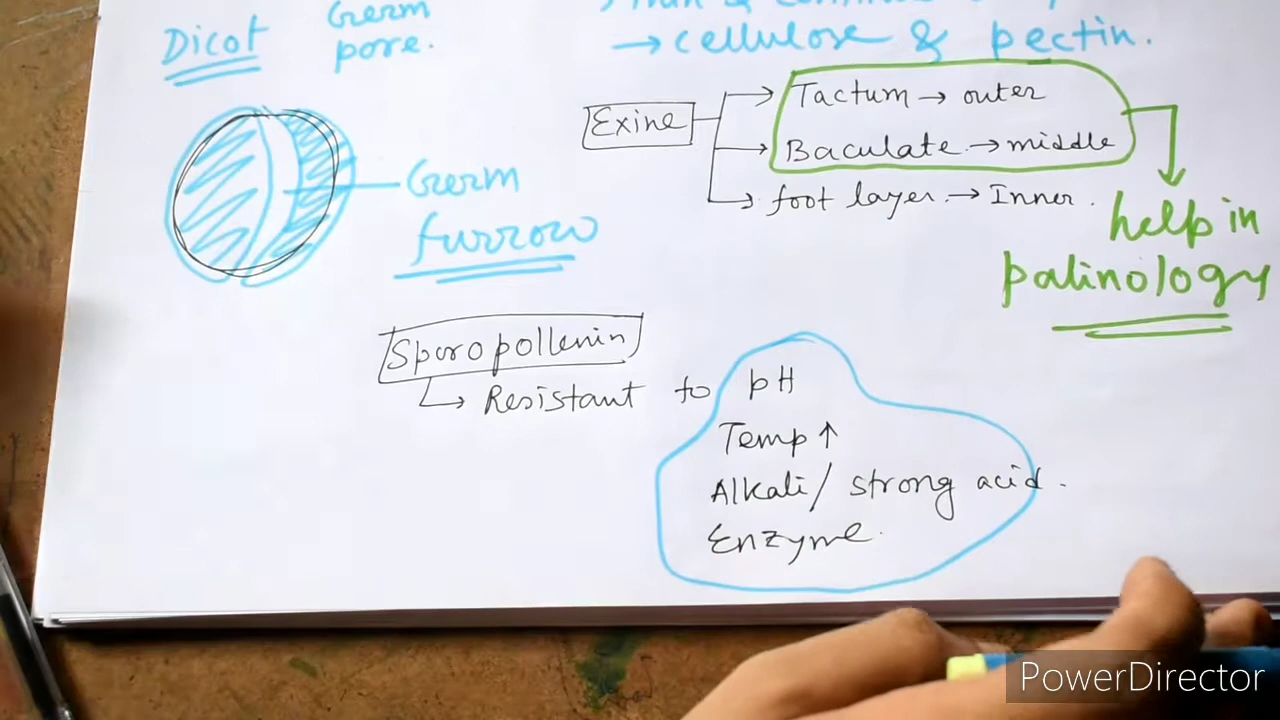 Germ
Dicot pore.
→ cellulose & pectin.
Exine
Tactum → outer
Baculate → middle
foot layer → Inner.
Germ
furrow
help in
palinology
Sporopollenin
Resistant to pH
Temp ↑
Alkali / strong acid.
Enzyme.
PowerDirector